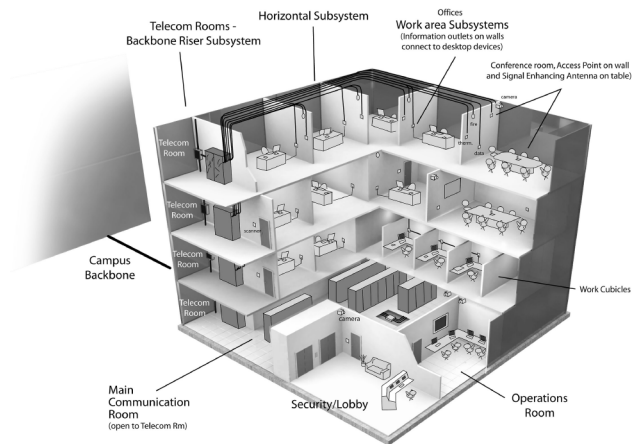 Telecom Rooms -
Backbone Riser Subsystem
Horizontal Subsystem
Offices
Work area Subsystems
(Information outlets on walls
connect to desktop devices)
Conference room, Access Point on wall
and Signal Enhancing Antenna on table)
camera
fire
therm.
data
Telecom
Room
Telecom
Room
scanner
Telecom
Room
Telecom
Room
Campus
Backbone
Work Cubicles
camera
Main
Communication
Room
(open to Telecom Rm)
Security/Lobby
Operations
Room